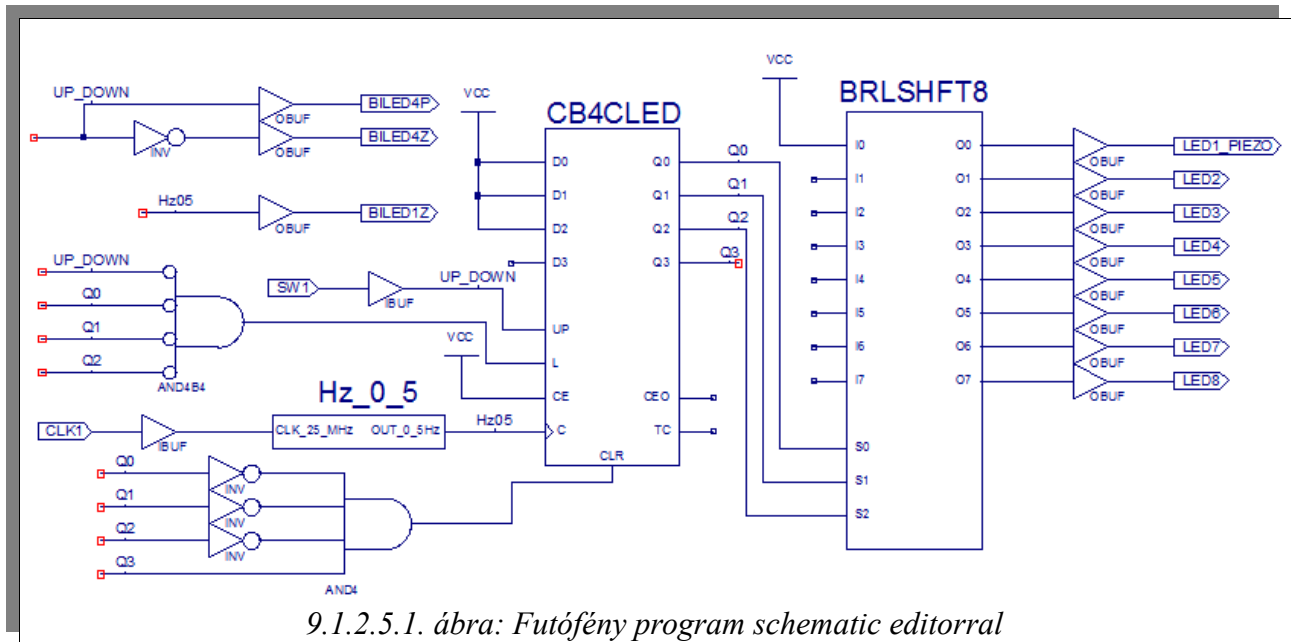 UP_DOWN
OBUF
BILED4P
INV
OBUF
BILED4Z
Hz05
OBUF
BILED1Z
UP_DOWN
Q0
Q1
Q2
AND4B4
SW1
IBUF
UP_DOWN
VCC
CLK1
IBUF
Hz_0_5
CLK_25_MHz
OUT_0_5Hz
Hz05
Q0
INV
Q1
INV
Q2
INV
Q3
AND4
VCC
CB4CLED
D0
D1
D2
D3
UP
L
CE
C
CLR
Q0
Q1
Q2
Q3
CEO
TC
Q0
Q1
Q2
Q3
VCC
BRLSHFT8
I0
I1
I2
I3
I4
I5
I6
I7
S0
S1
S2
O0
O1
O2
O3
O4
O5
O6
O7
OBUF
OBUF
OBUF
OBUF
OBUF
OBUF
OBUF
OBUF
LED1_PIEZO
LED2
LED3
LED4
LED5
LED6
LED7
LED8
9.1.2.5.1. ábra: Futófény program schematic editorral